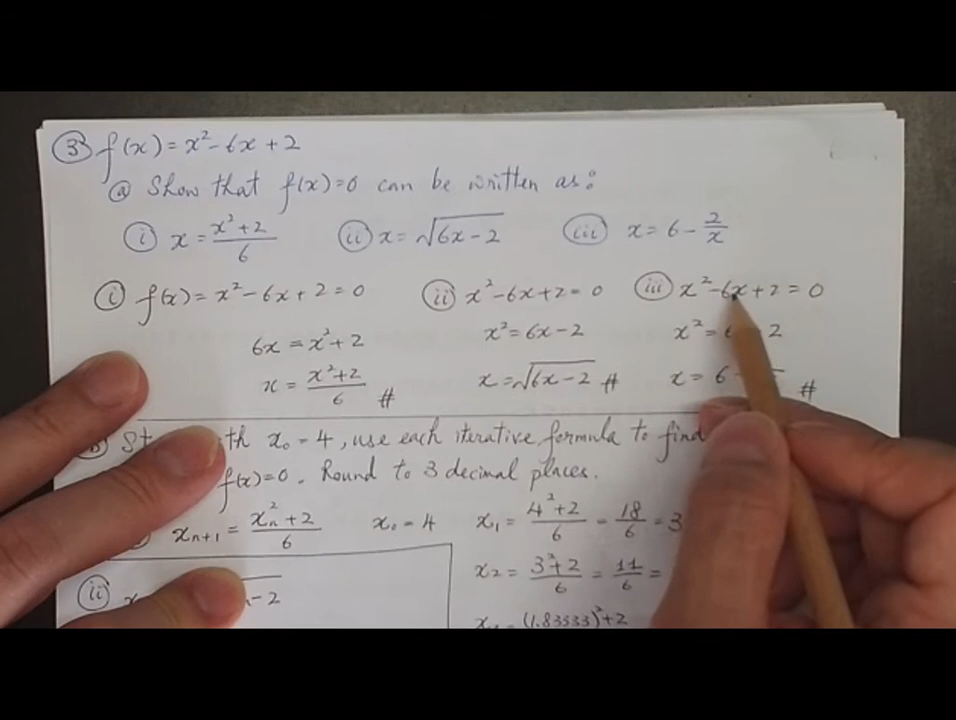 ③ f(x) = x² - 6x + 2
ⓐ Show that f(x)=0 can be written as:
ⓘ x = (x²+2)/6 ⓘⓘ x = √(6x-2) ⓘⓘⓘ x = 6 - 2/x
ⓘ f(x) = x² - 6x + 2 = 0 ⓘⓘ x² - 6x + 2 = 0 ⓘⓘⓘ x² - 6x + 2 = 0
6x = x² + 2 x² = 6x - 2 x² = 6 2
x = (x²+2)/6 # x = √(6x-2) # x = 6 - #
x₀ = 4, use each iterative formula to find
f(x)=0. Round to 3 decimal places.
xₙ₊₁ = (xₙ²+2)/6 x₀ = 4 x₁ = (4²+2)/6 = 18/6 = 3
x₂ = (3²+2)/6 = 11/6 =
ⓘⓘ - 2
(1.83333)²+2